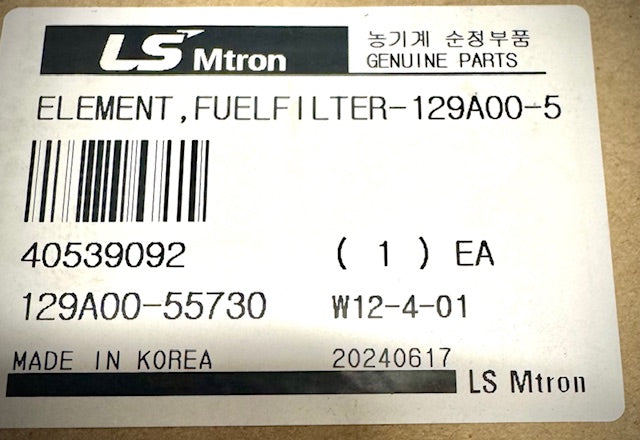 LS Mtron 농기계 순정부품
GENUINE PARTS
ELEMENT,FUELFILTER-129A00-5
40539092 ( 1 ) EA
129A00-55730 W12-4-01
MADE IN KOREA 20240617
LS Mtron